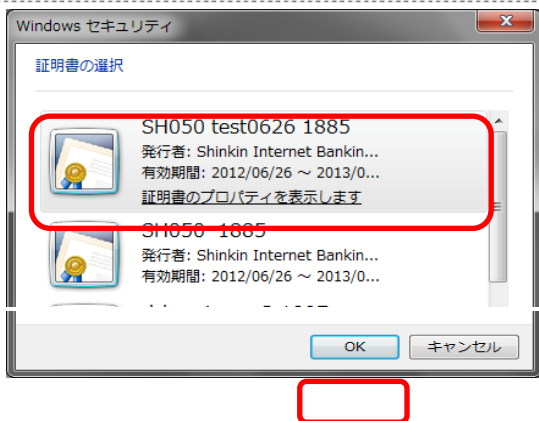 Windows セキュリティ
証明書の選択
SH050 test0626 1885
発行者: Shinkin Internet Bankin...
有効期間: 2012/06/26 ～ 2013/0...
証明書のプロパティを表示します
SH050 1885
発行者: Shinkin Internet Bankin...
有効期間: 2012/06/26 ～ 2013/0...
OK
キャンセル